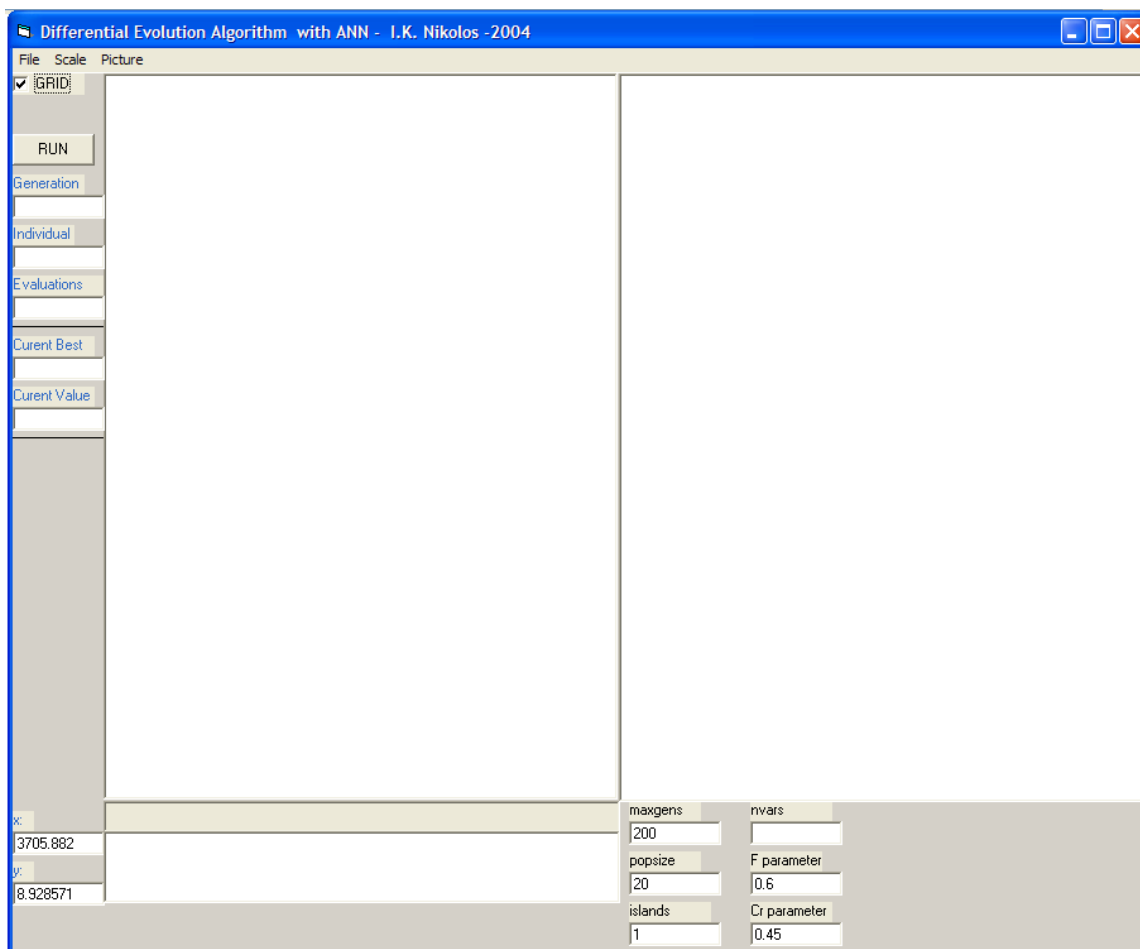 Differential Evolution Algorithm with ANN - I.K. Nikolos -2004
File Scale Picture
GRID
RUN
Generation
Individual
Evaluations
Curent Best
Curent Value
x:
3705.882
y:
8.928571
maxgens nvars
200
popsize F parameter
20 0.6
islands Cr parameter
1 0.45